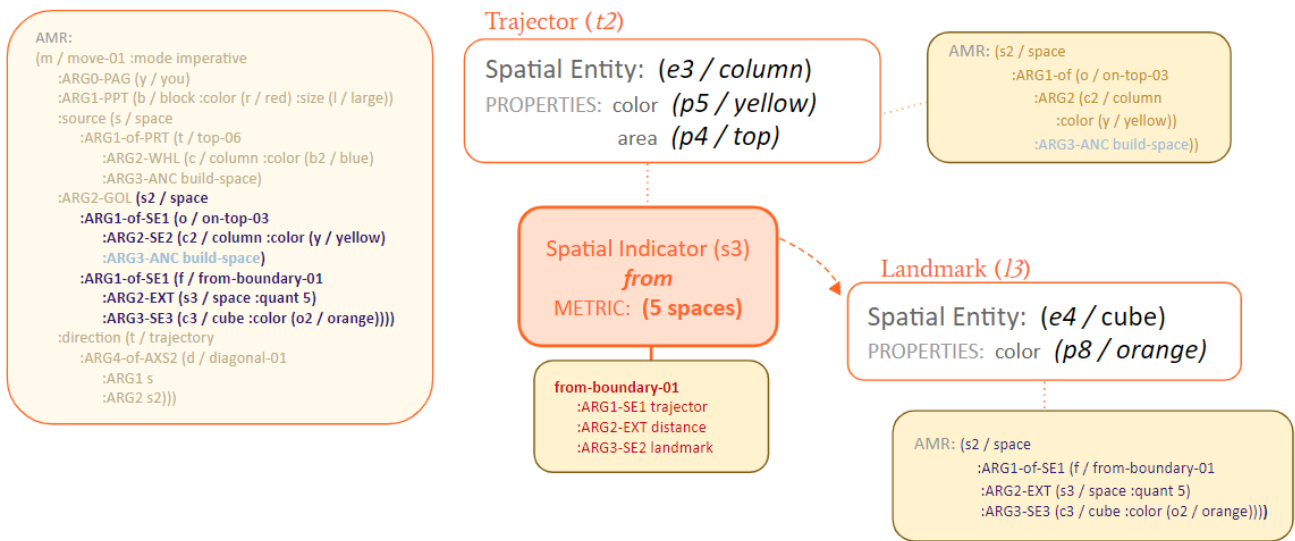 AMR:
(m / move-01 :mode imperative
:ARG0-PAG (y / you)
:ARG1-PPT (b / block :color (r / red) :size (l / large))
:source (s / space
:ARG1-of-PRT (t / top-06
:ARG2-WHL (c / column :color (b2 / blue)
:ARG3-ANC build-space)
:ARG2-GOL (s2 / space
:ARG1-of-SE1 (o / on-top-03
:ARG2-SE2 (c2 / column :color (y / yellow)
:ARG3-ANC build-space)
:ARG1-of-SE1 (f / from-boundary-01
:ARG2-EXT (s3 / space :quant 5)
:ARG3-SE3 (c3 / cube :color (o2 / orange))))
:direction (t / trajectory
:ARG4-of-AXS2 (d / diagonal-01
:ARG1 s
:ARG2 s2)))
Trajector (t2)
Spatial Entity: (e3 / column)
PROPERTIES: color (p5 / yellow)
area (p4 / top)
AMR: (s2 / space
:ARG1-of (o / on-top-03
:ARG2 (c2 / column
:color (y / yellow))
:ARG3-ANC build-space))
Spatial Indicator (s3)
from
METRIC: (5 spaces)
from-boundary-01
:ARG1-SE1 trajector
:ARG2-EXT distance
:ARG3-SE2 landmark
Landmark (l3)
Spatial Entity: (e4 / cube)
PROPERTIES: color (p8 / orange)
AMR: (s2 / space
:ARG1-of-SE1 (f / from-boundary-01
:ARG2-EXT (s3 / space :quant 5)
:ARG3-SE3 (c3 / cube :color (o2 / orange))))